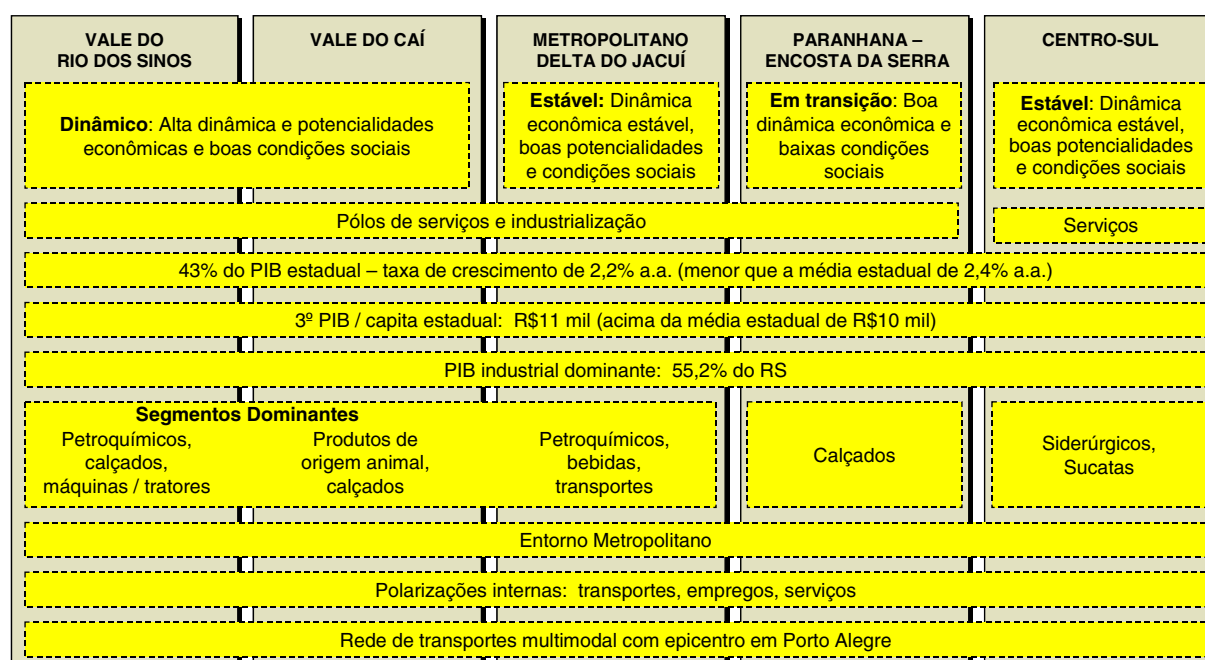 VALE DO
RIO DOS SINOS
VALE DO CAÍ
METROPOLITANO
DELTA DO JACUÍ
PARANHANA –
ENCOSTA DA SERRA
CENTRO-SUL
Dinâmico: Alta dinâmica e potencialidades
econômicas e boas condições sociais
Estável: Dinâmica
econômica estável,
boas potencialidades
e condições sociais
Em transição: Boa
dinâmica econômica e
baixas condições
sociais
Estável: Dinâmica
econômica estável,
boas potencialidades
e condições sociais
Pólos de serviços e industrialização
Serviços
43% do PIB estadual – taxa de crescimento de 2,2% a.a. (menor que a média estadual de 2,4% a.a.)
3º PIB / capita estadual: R$11 mil (acima da média estadual de R$10 mil)
PIB industrial dominante: 55,2% do RS
Segmentos Dominantes
Petroquímicos,
calçados,
máquinas / tratores
Produtos de
origem animal,
calçados
Petroquímicos,
bebidas,
transportes
Calçados
Siderúrgicos,
Sucatas
Entorno Metropolitano
Polarizações internas: transportes, empregos, serviços
Rede de transportes multimodal com epicentro em Porto Alegre